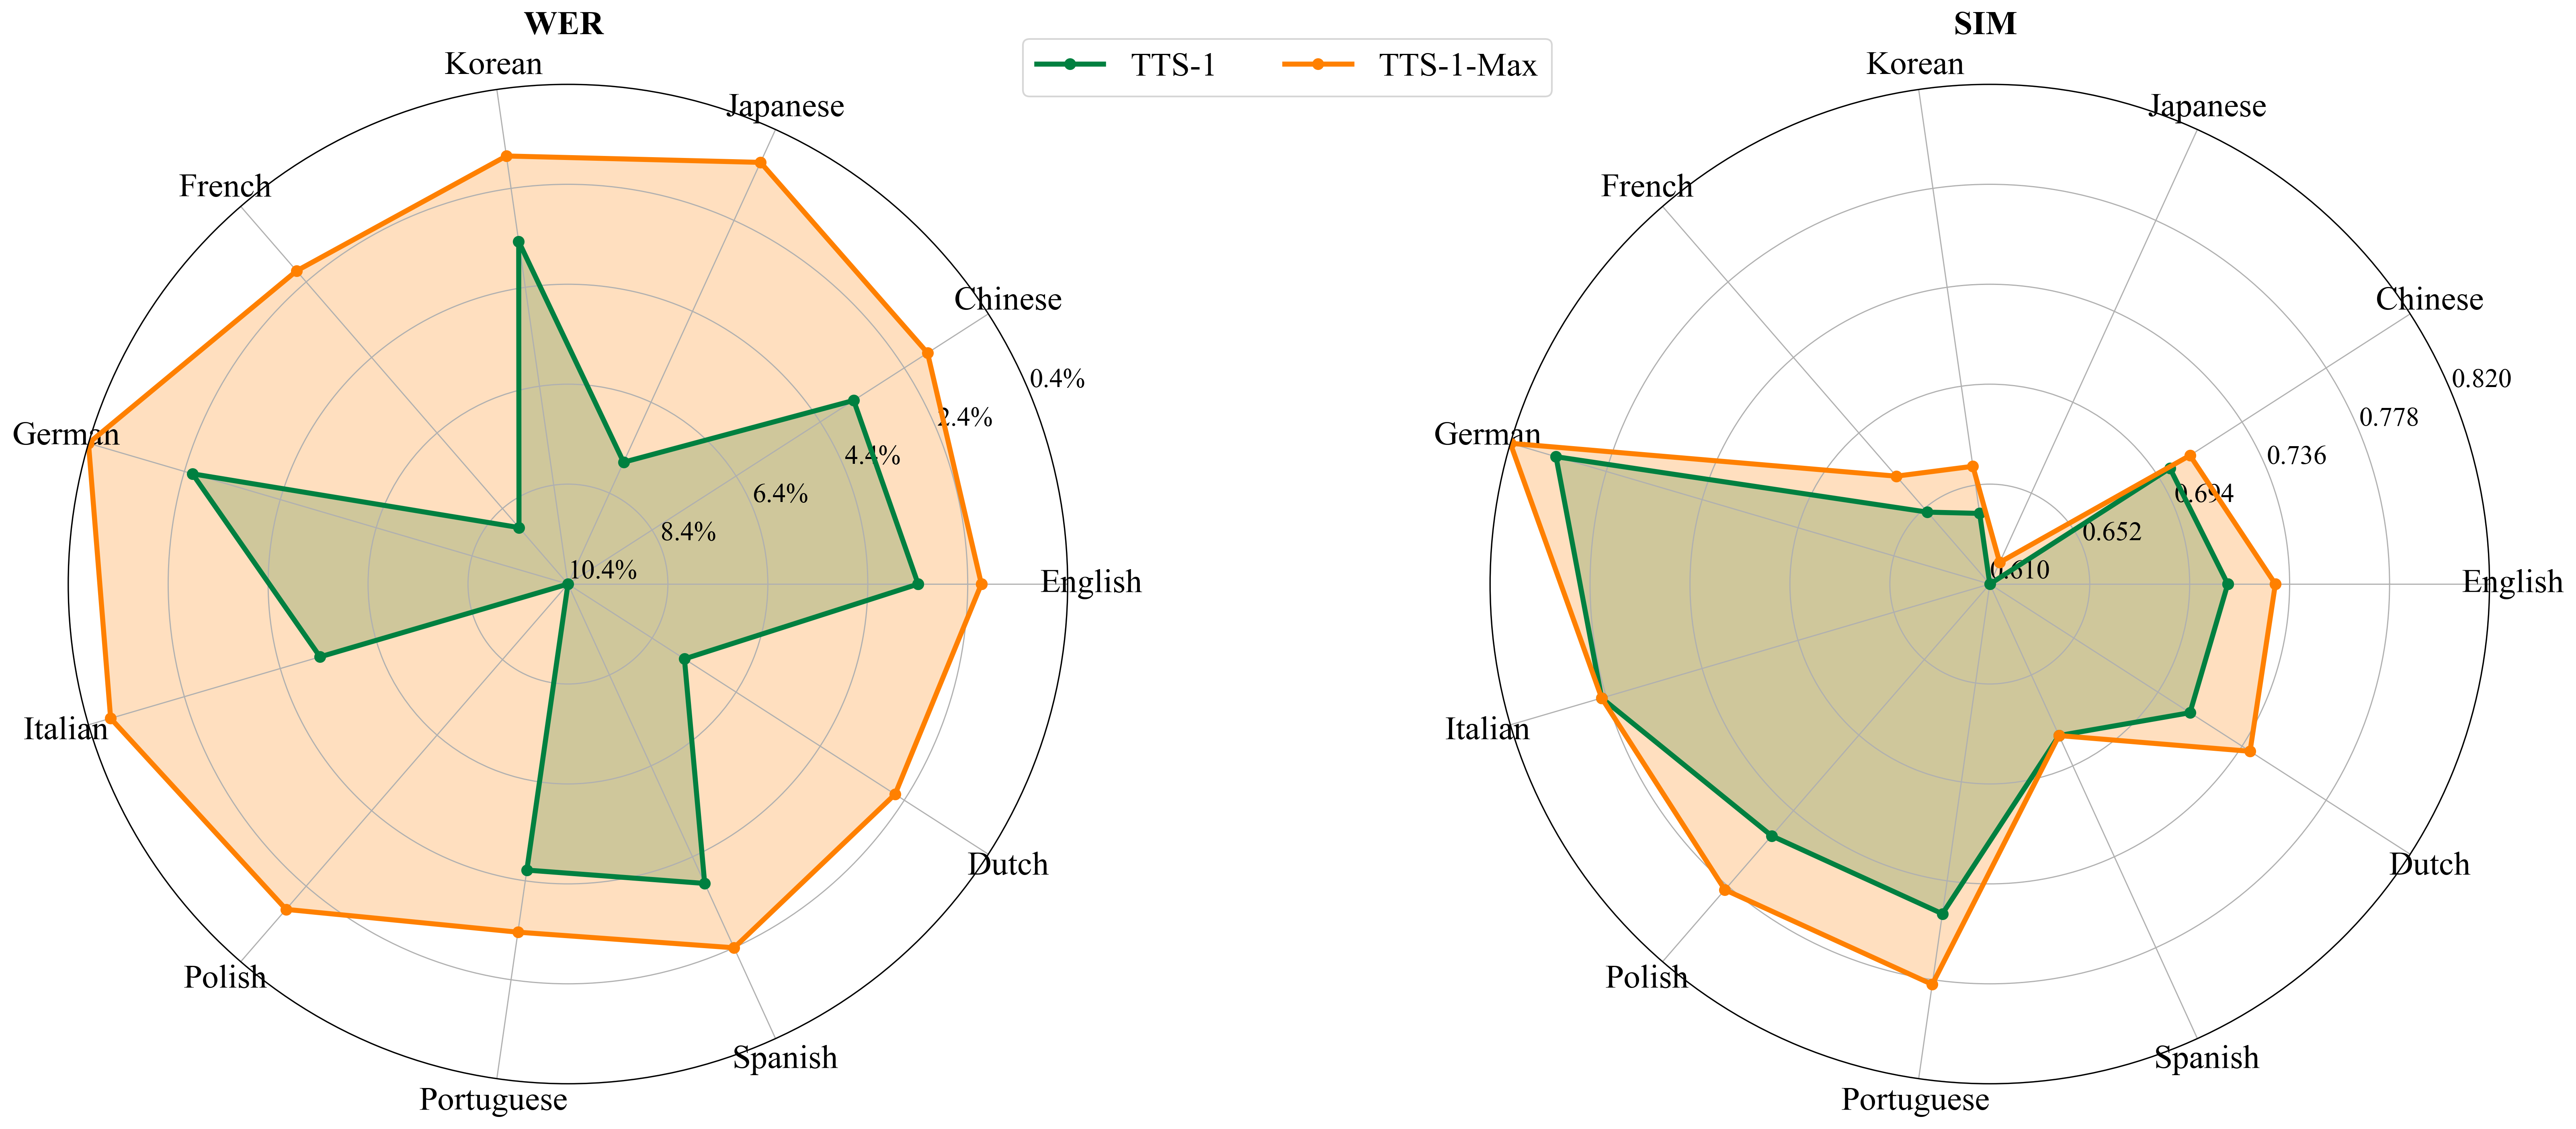 WER
TTS-1
TTS-1-Max
SIM
Korean
Japanese
French
Chinese
German
English
Italian
Dutch
Polish
Spanish
Portuguese
0.4%
2.4%
4.4%
6.4%
8.4%
10.4%
Korean
Japanese
French
Chinese
German
English
Italian
Dutch
Polish
Spanish
Portuguese
0.820
0.778
0.736
0.694
0.652
0.610